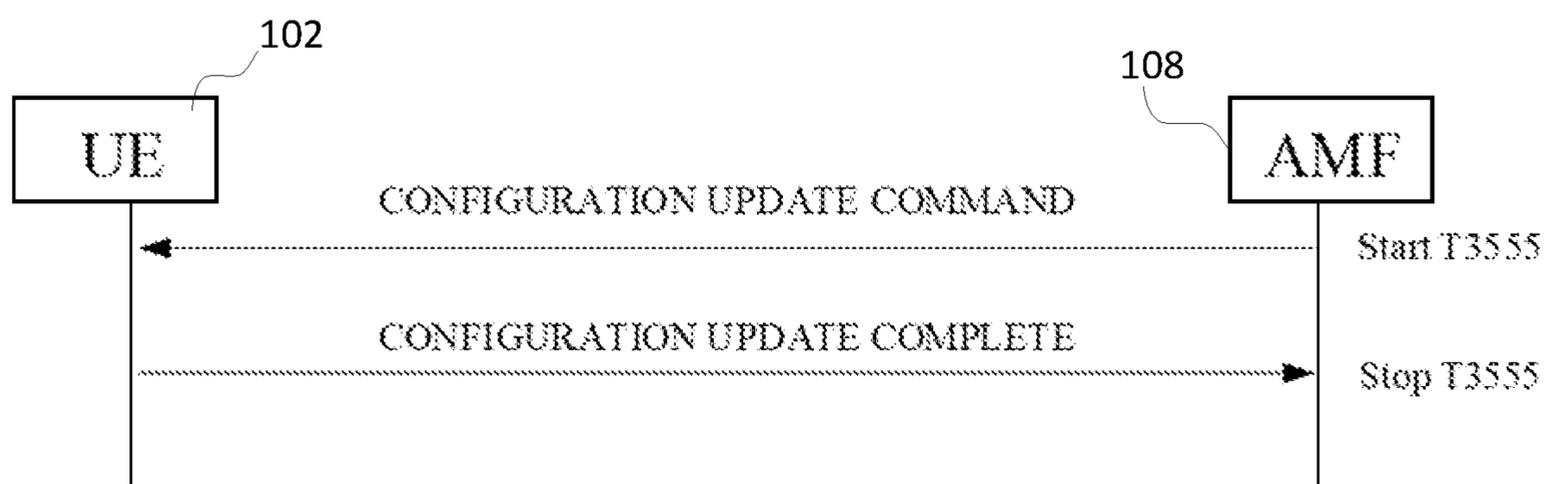 102
108
UE
AMF
CONFIGURATION UPDATE COMMAND
Start T3555
CONFIGURATION UPDATE COMPLETE
Stop T3555